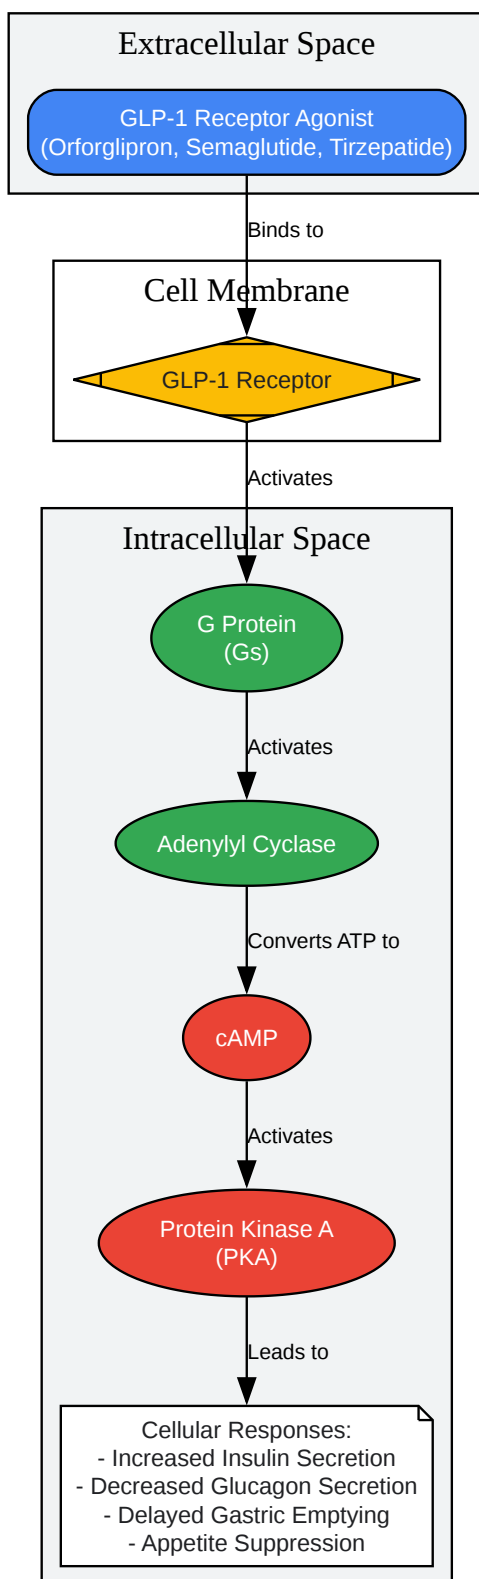 Extracellular Space
GLP-1 Receptor Agonist
(Orforglipron, Semaglutide, Tirzepatide)
Binds to
Cell Membrane
GLP-1 Receptor
Activates
Intracellular Space
G Protein
(Gs)
Activates
Adenylyl Cyclase
Converts ATP to
cAMP
Activates
Protein Kinase A
(PKA)
Leads to
Cellular Responses:
- Increased Insulin Secretion
- Decreased Glucagon Secretion
- Delayed Gastric Emptying
- Appetite Suppression